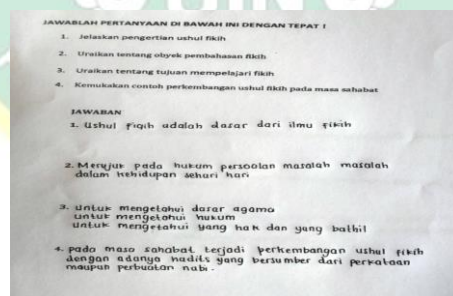 JAWABLAH PERTANYAAN DI BAWAH INI DENGAN TEPAT !
1. Jelaskan pengertian ushul fikih
2. Uraikan tentang obyek pembahasan fikih
3. Uraikan tentang tujuan mempelajari fikih
4. Kemukakan contoh perkembangan ushul fikih pada masa sahabat
JAWABAN
1. Ushul fiqih adalah dasar dari ilmu fikih
2. Merujuk pada hukum persoalan masalah masalah
dalam kehidupan sehari hari
3. untuk mengetahui dasar agama
untuk mengetahui hukum
untuk mengetahui yang hak dan yang bathil
4. pada masa sahabat terjadi perkembangan ushul fikih
dengan adanya hadits yang bersumber dari perkataan
maupun perbuatan nabi.